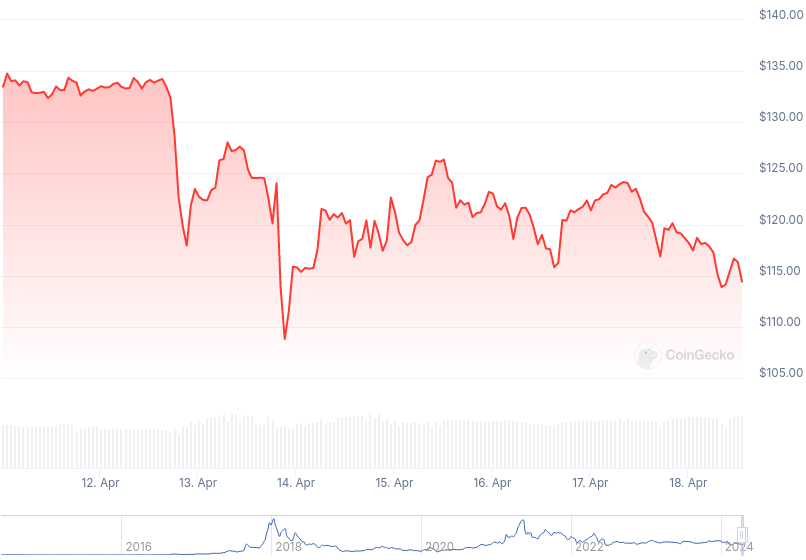 $140.00
$135.00
$130.00
$125.00
$120.00
$115.00
$110.00
CoinGecko
$105.00
12. Apr 13. Apr 14. Apr 15. Apr 16. Apr 17. Apr 18. Apr
2016 2018 2020 2022 2024